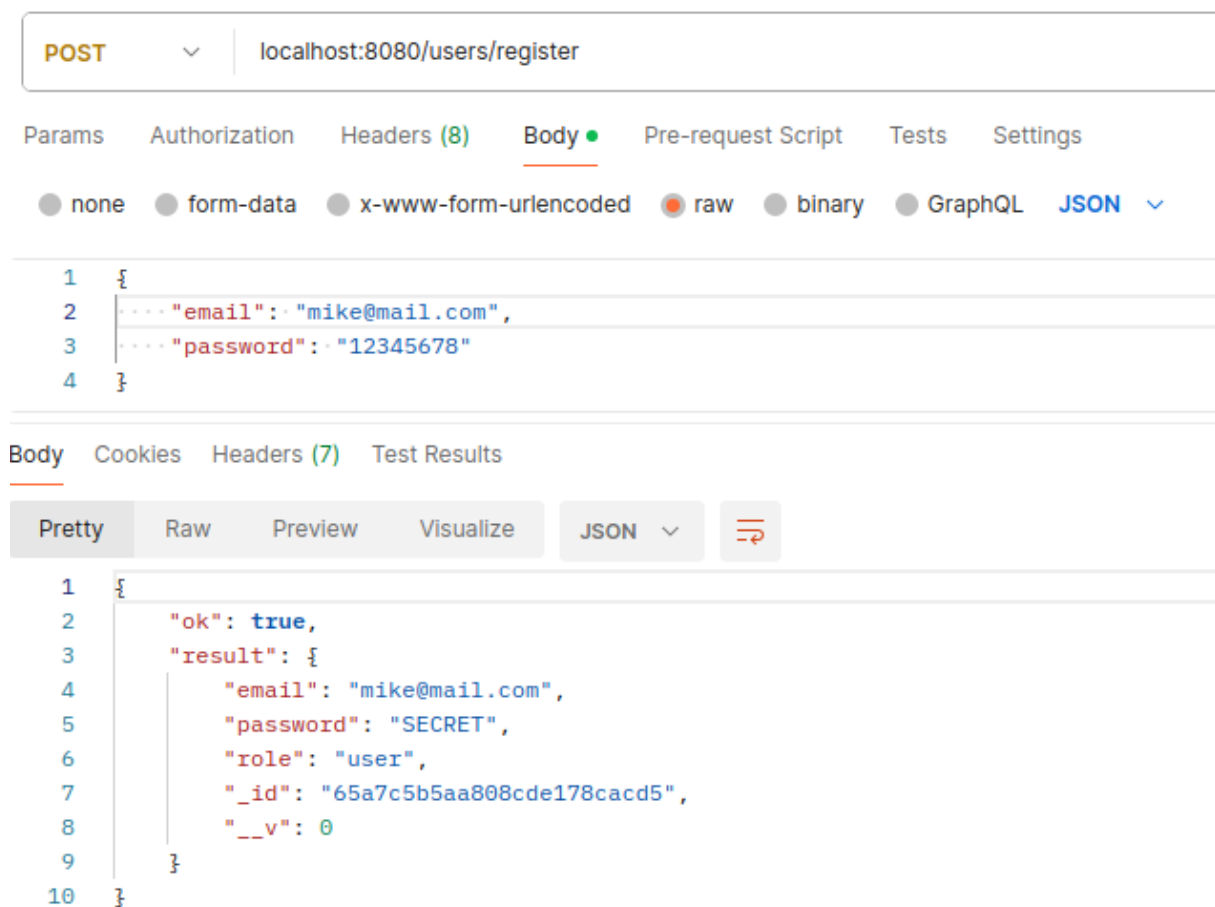 POST localhost:8080/users/register
Params Authorization Headers (8) Body Pre-request Script Tests Settings
none form-data x-www-form-urlencoded raw binary GraphQL JSON
1 {
2 "email": "mike@mail.com",
3 "password": "12345678"
4 }
Body Cookies Headers (7) Test Results
Pretty Raw Preview Visualize JSON
1 {
2 "ok": true,
3 "result": {
4 "email": "mike@mail.com",
5 "password": "SECRET",
6 "role": "user",
7 "_id": "65a7c5b5aa808cde178cacd5",
8 "__v": 0
9 }
10 }